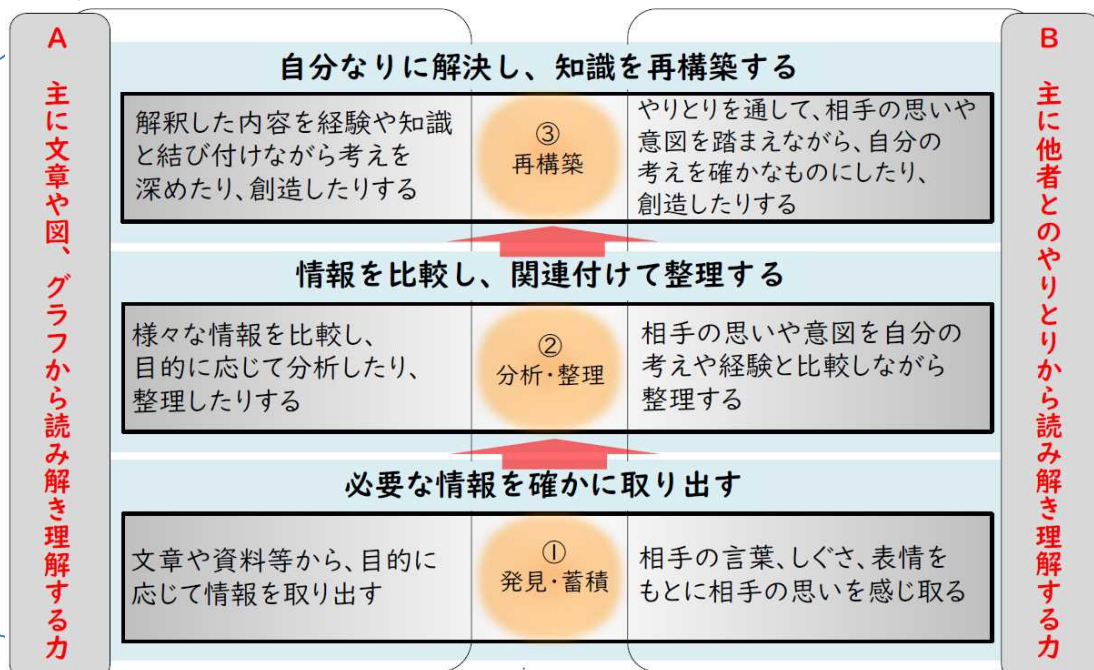 A 主に文章や図、グラフから読み解き理解する力
自分なりに解決し、知識を再構築する
解釈した内容を経験や知識
と結び付けながら考えを
深めたり、創造したりする
③
再構築
やりとりを通して、相手の思いや
意図を踏まえながら、自分の
考えを確かなものにしたり、
創造したりする
情報を比較し、関連付けて整理する
様々な情報を比較し、
目的に応じて分析したり、
整理したりする
②
分析・整理
相手の思いや意図を自分の
考えや経験と比較しながら
整理する
必要な情報を確かに取り出す
文章や資料等から、目的に
応じて情報を取り出す
①
発見・蓄積
相手の言葉、しぐさ、表情を
もとに相手の思いを感じ取る
B 主に他者とのやりとりから読み解き理解する力